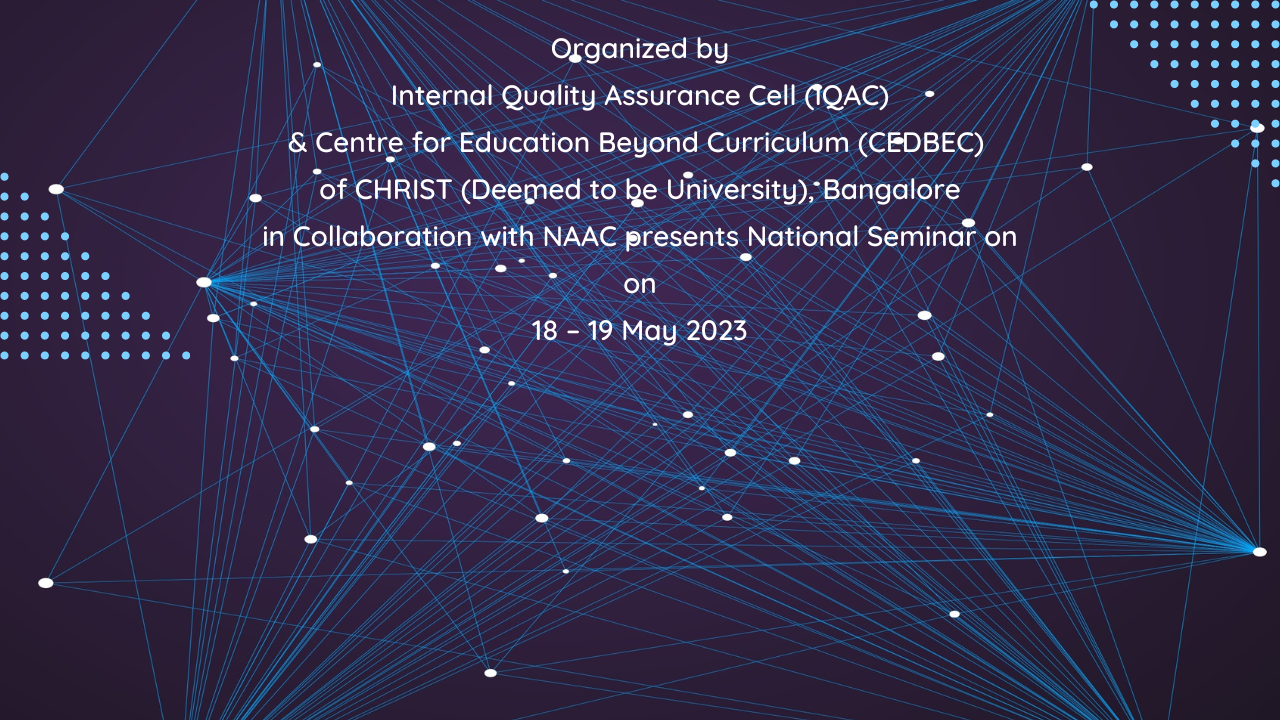 Organized by
Internal Quality Assurance Cell (IQAC)
& Centre for Education Beyond Curriculum (CEDBEC)
of CHRIST (Deemed to be University), Bangalore
in Collaboration with NAAC presents National Seminar on
on
18 – 19 May 2023